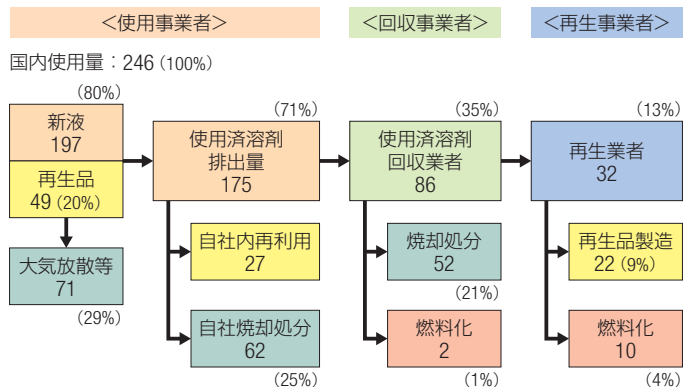 <使用事業者>
<回収事業者>
<再生事業者>
国内使用量：246（100%）
(80%)
新液
197
再生品
49（20%）
大気放散等
71
(29%)
(71%)
使用済溶剤
排出量
175
自社内再利用
27
自社焼却処分
62
(25%)
(35%)
使用済溶剤
回収業者
86
焼却処分
52
(21%)
燃料化
2
(1%)
(13%)
再生業者
32
再生品製造
22（9%）
燃料化
10
(4%)